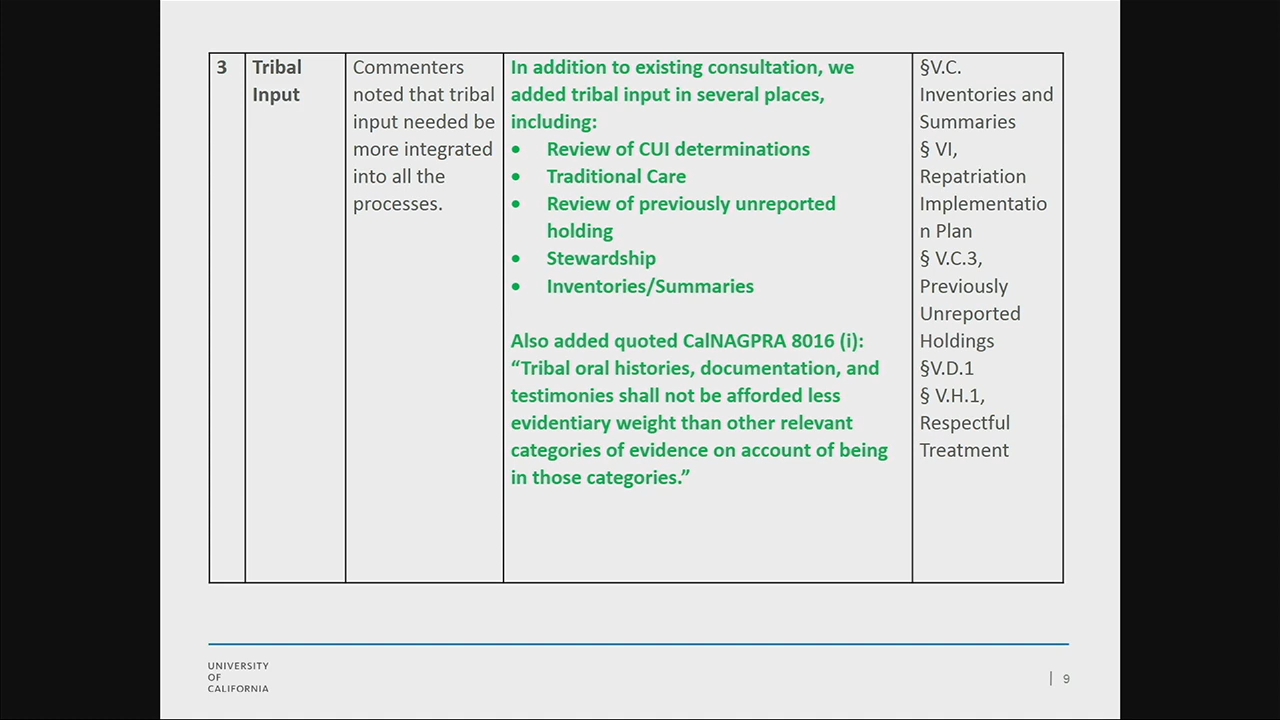 3
Tribal
Input
Commenters
noted that tribal
input needed be
more integrated
into all the
processes.
In addition to existing consultation, we
added tribal input in several places,
including:
• Review of CUI determinations
• Traditional Care
• Review of previously unreported
holding
• Stewardship
• Inventories/Summaries
Also added quoted CalNAGPRA 8016 (i):
“Tribal oral histories, documentation, and
testimonies shall not be afforded less
evidentiary weight than other relevant
categories of evidence on account of being
in those categories.”
§V.C.
Inventories and
Summaries
§ VI,
Repatriation
Implementatio
n Plan
§ V.C.3,
Previously
Unreported
Holdings
§V.D.1
§ V.H.1,
Respectful
Treatment
UNIVERSITY
OF
CALIFORNIA
| 9